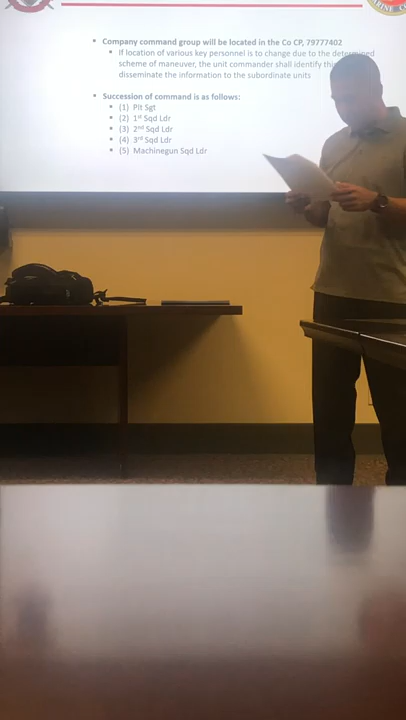 RINE C
• Company command group will be located in the Co CP, 79777402
• If location of various key personnel is to change due to the determined
scheme of maneuver, the unit commander shall identify this
disseminate the information to the subordinate units
• Succession of command is as follows:
• (1) Plt Sgt
• (2) 1st Sqd Ldr
• (3) 2nd Sqd Ldr
• (4) 3rd Sqd Ldr
• (5) Machinegun Sqd Ldr